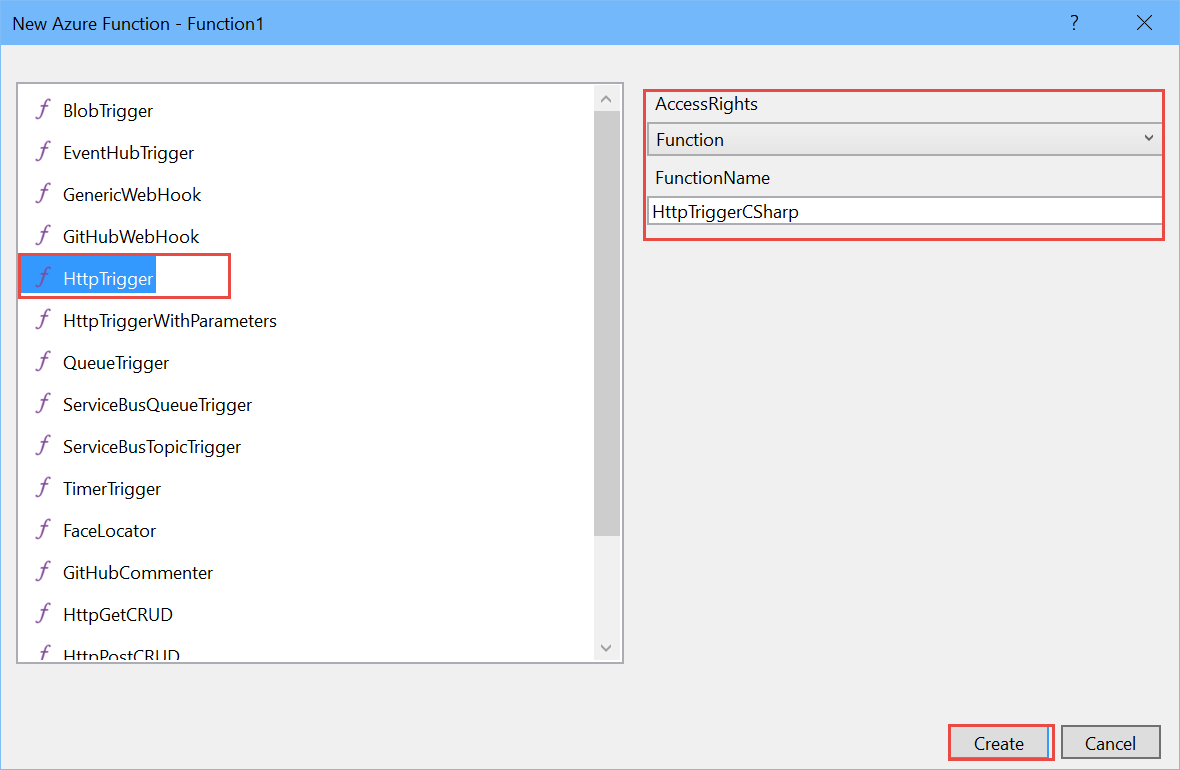 New Azure Function - Function1
?
BlobTrigger
EventHubTrigger
GenericWebHook
GitHubWebHook
HttpTrigger
HttpTriggerWithParameters
QueueTrigger
ServiceBusQueueTrigger
ServiceBusTopicTrigger
TimerTrigger
FaceLocator
GitHubCommenter
HttpGetCRUD
HttpPostCRUD
AccessRights
Function
FunctionName
HttpTriggerCSharp
Create
Cancel